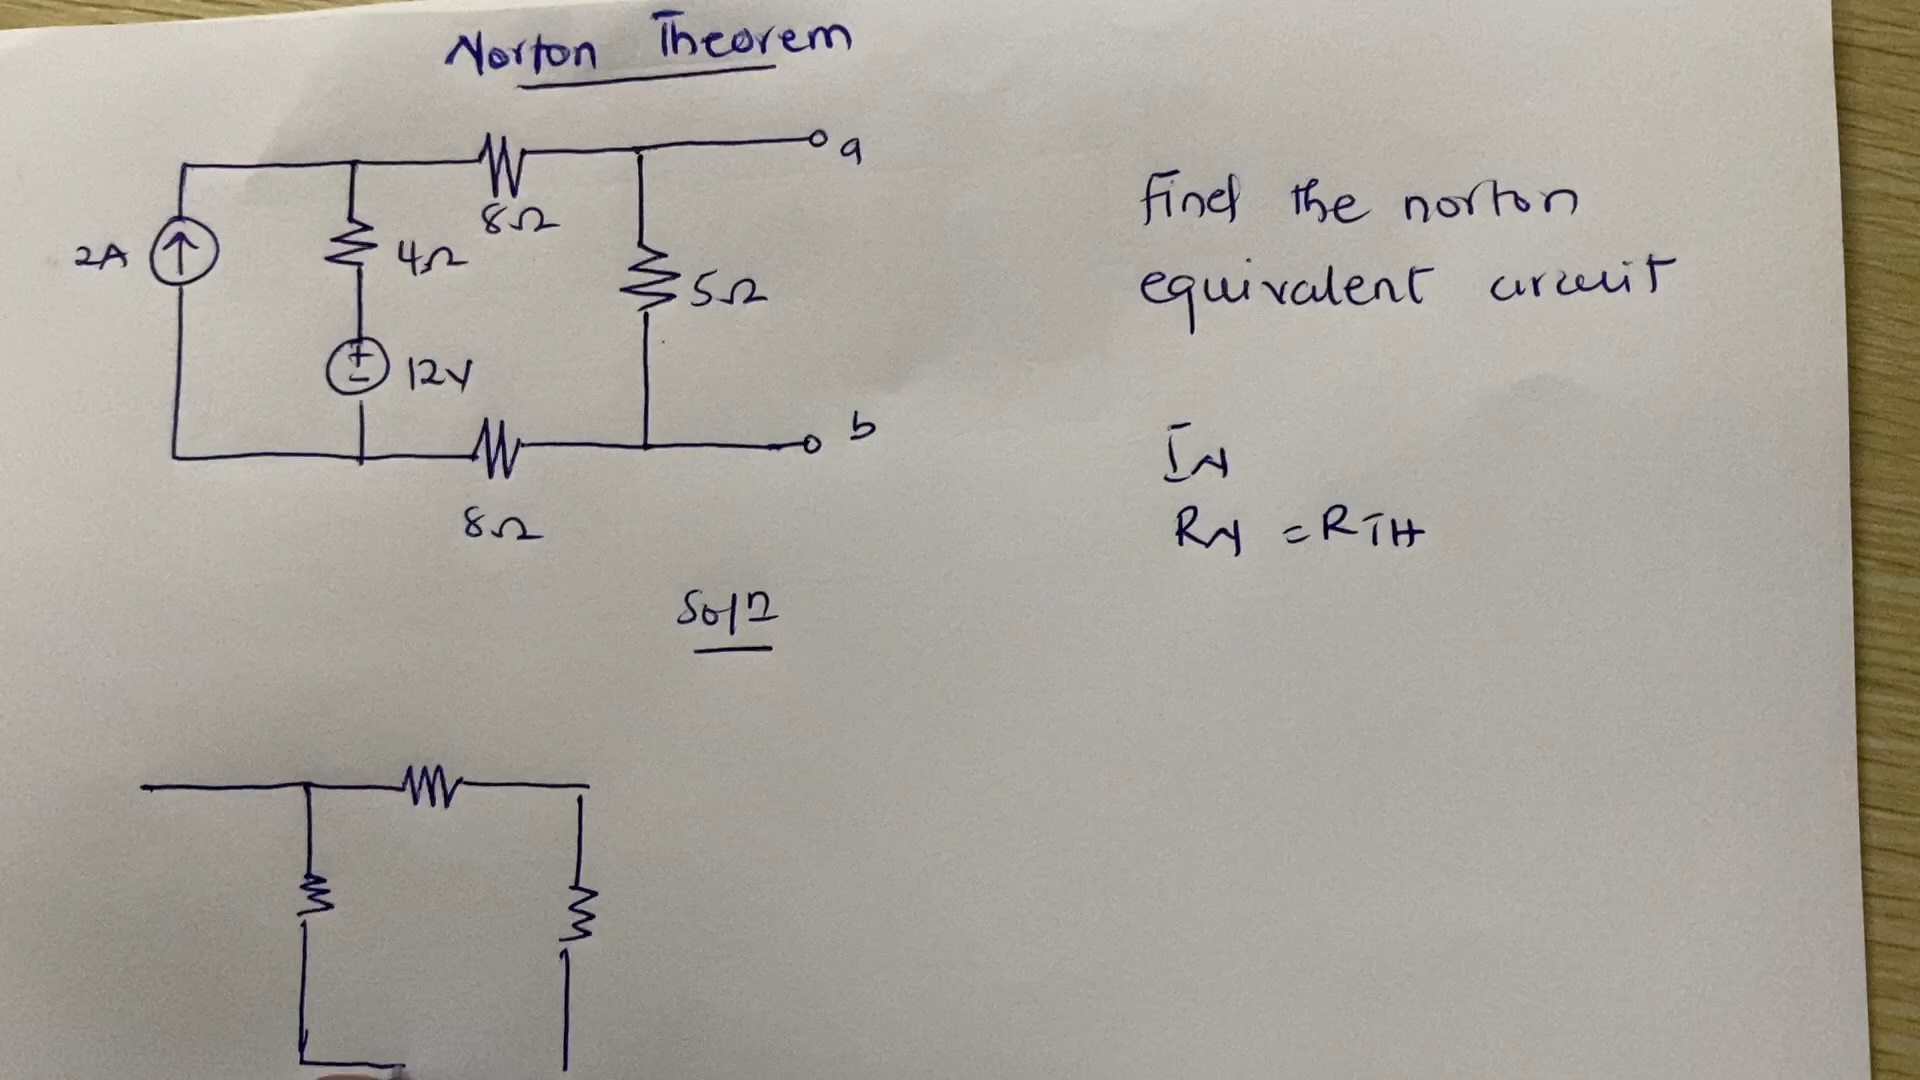 Norton Theorem
a
8Ω
2A
4Ω
5Ω
+
-
12V
b
8Ω
Find the norton
equivalent circuit
IN
RN = RTH
Soln